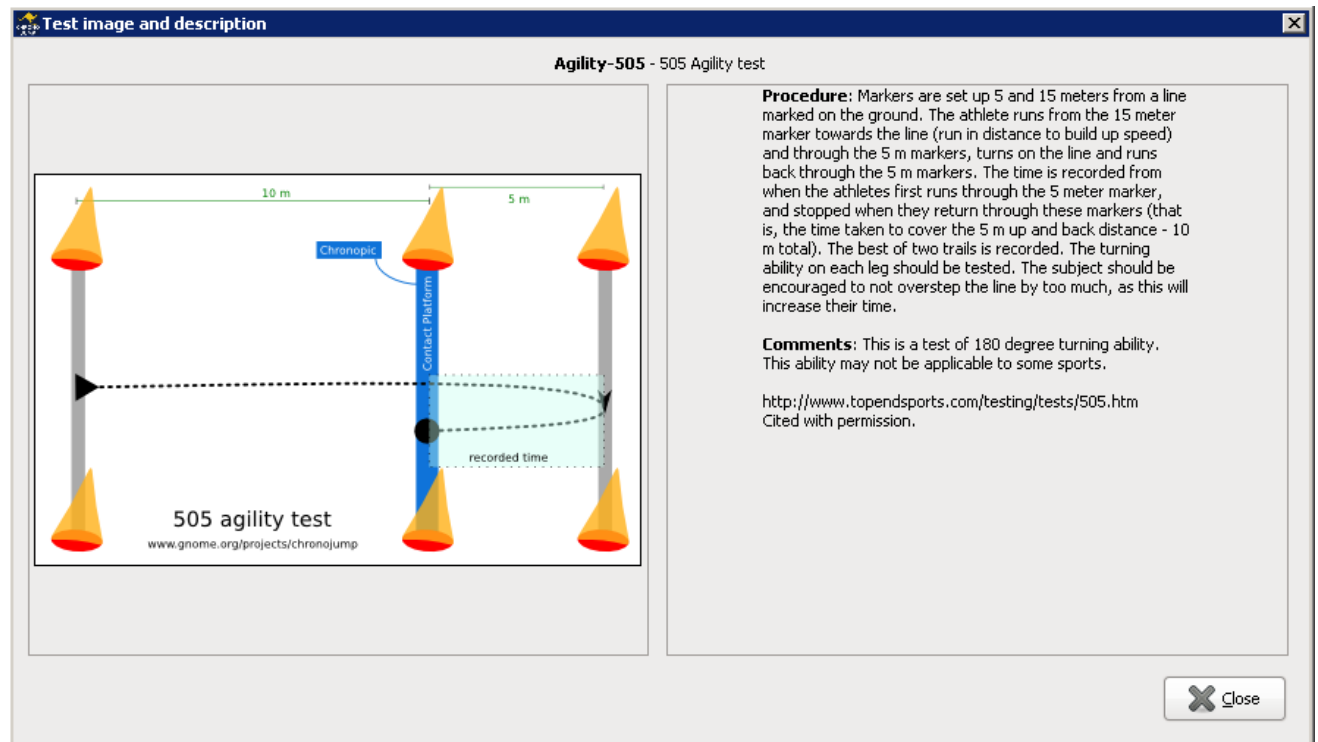 Test image and description
Agility-505 - 505 Agility test
10 m
5 m
Chronopic
Contact Platform
recorded time
505 agility test
www.gnome.org/projects/chronojump
Procedure: Markers are set up 5 and 15 meters from a line
marked on the ground. The athlete runs from the 15 meter
marker towards the line (run in distance to build up speed)
and through the 5 m markers, turns on the line and runs
back through the 5 m markers. The time is recorded from
when the athletes first runs through the 5 meter marker,
and stopped when they return through these markers (that
is, the time taken to cover the 5 m up and back distance - 10
m total). The best of two trails is recorded. The turning
ability on each leg should be tested. The subject should be
encouraged to not overstep the line by too much, as this will
increase their time.
Comments: This is a test of 180 degree turning ability.
This ability may not be applicable to some sports.
http://www.topendsports.com/testing/tests/505.htm
Cited with permission.
Close